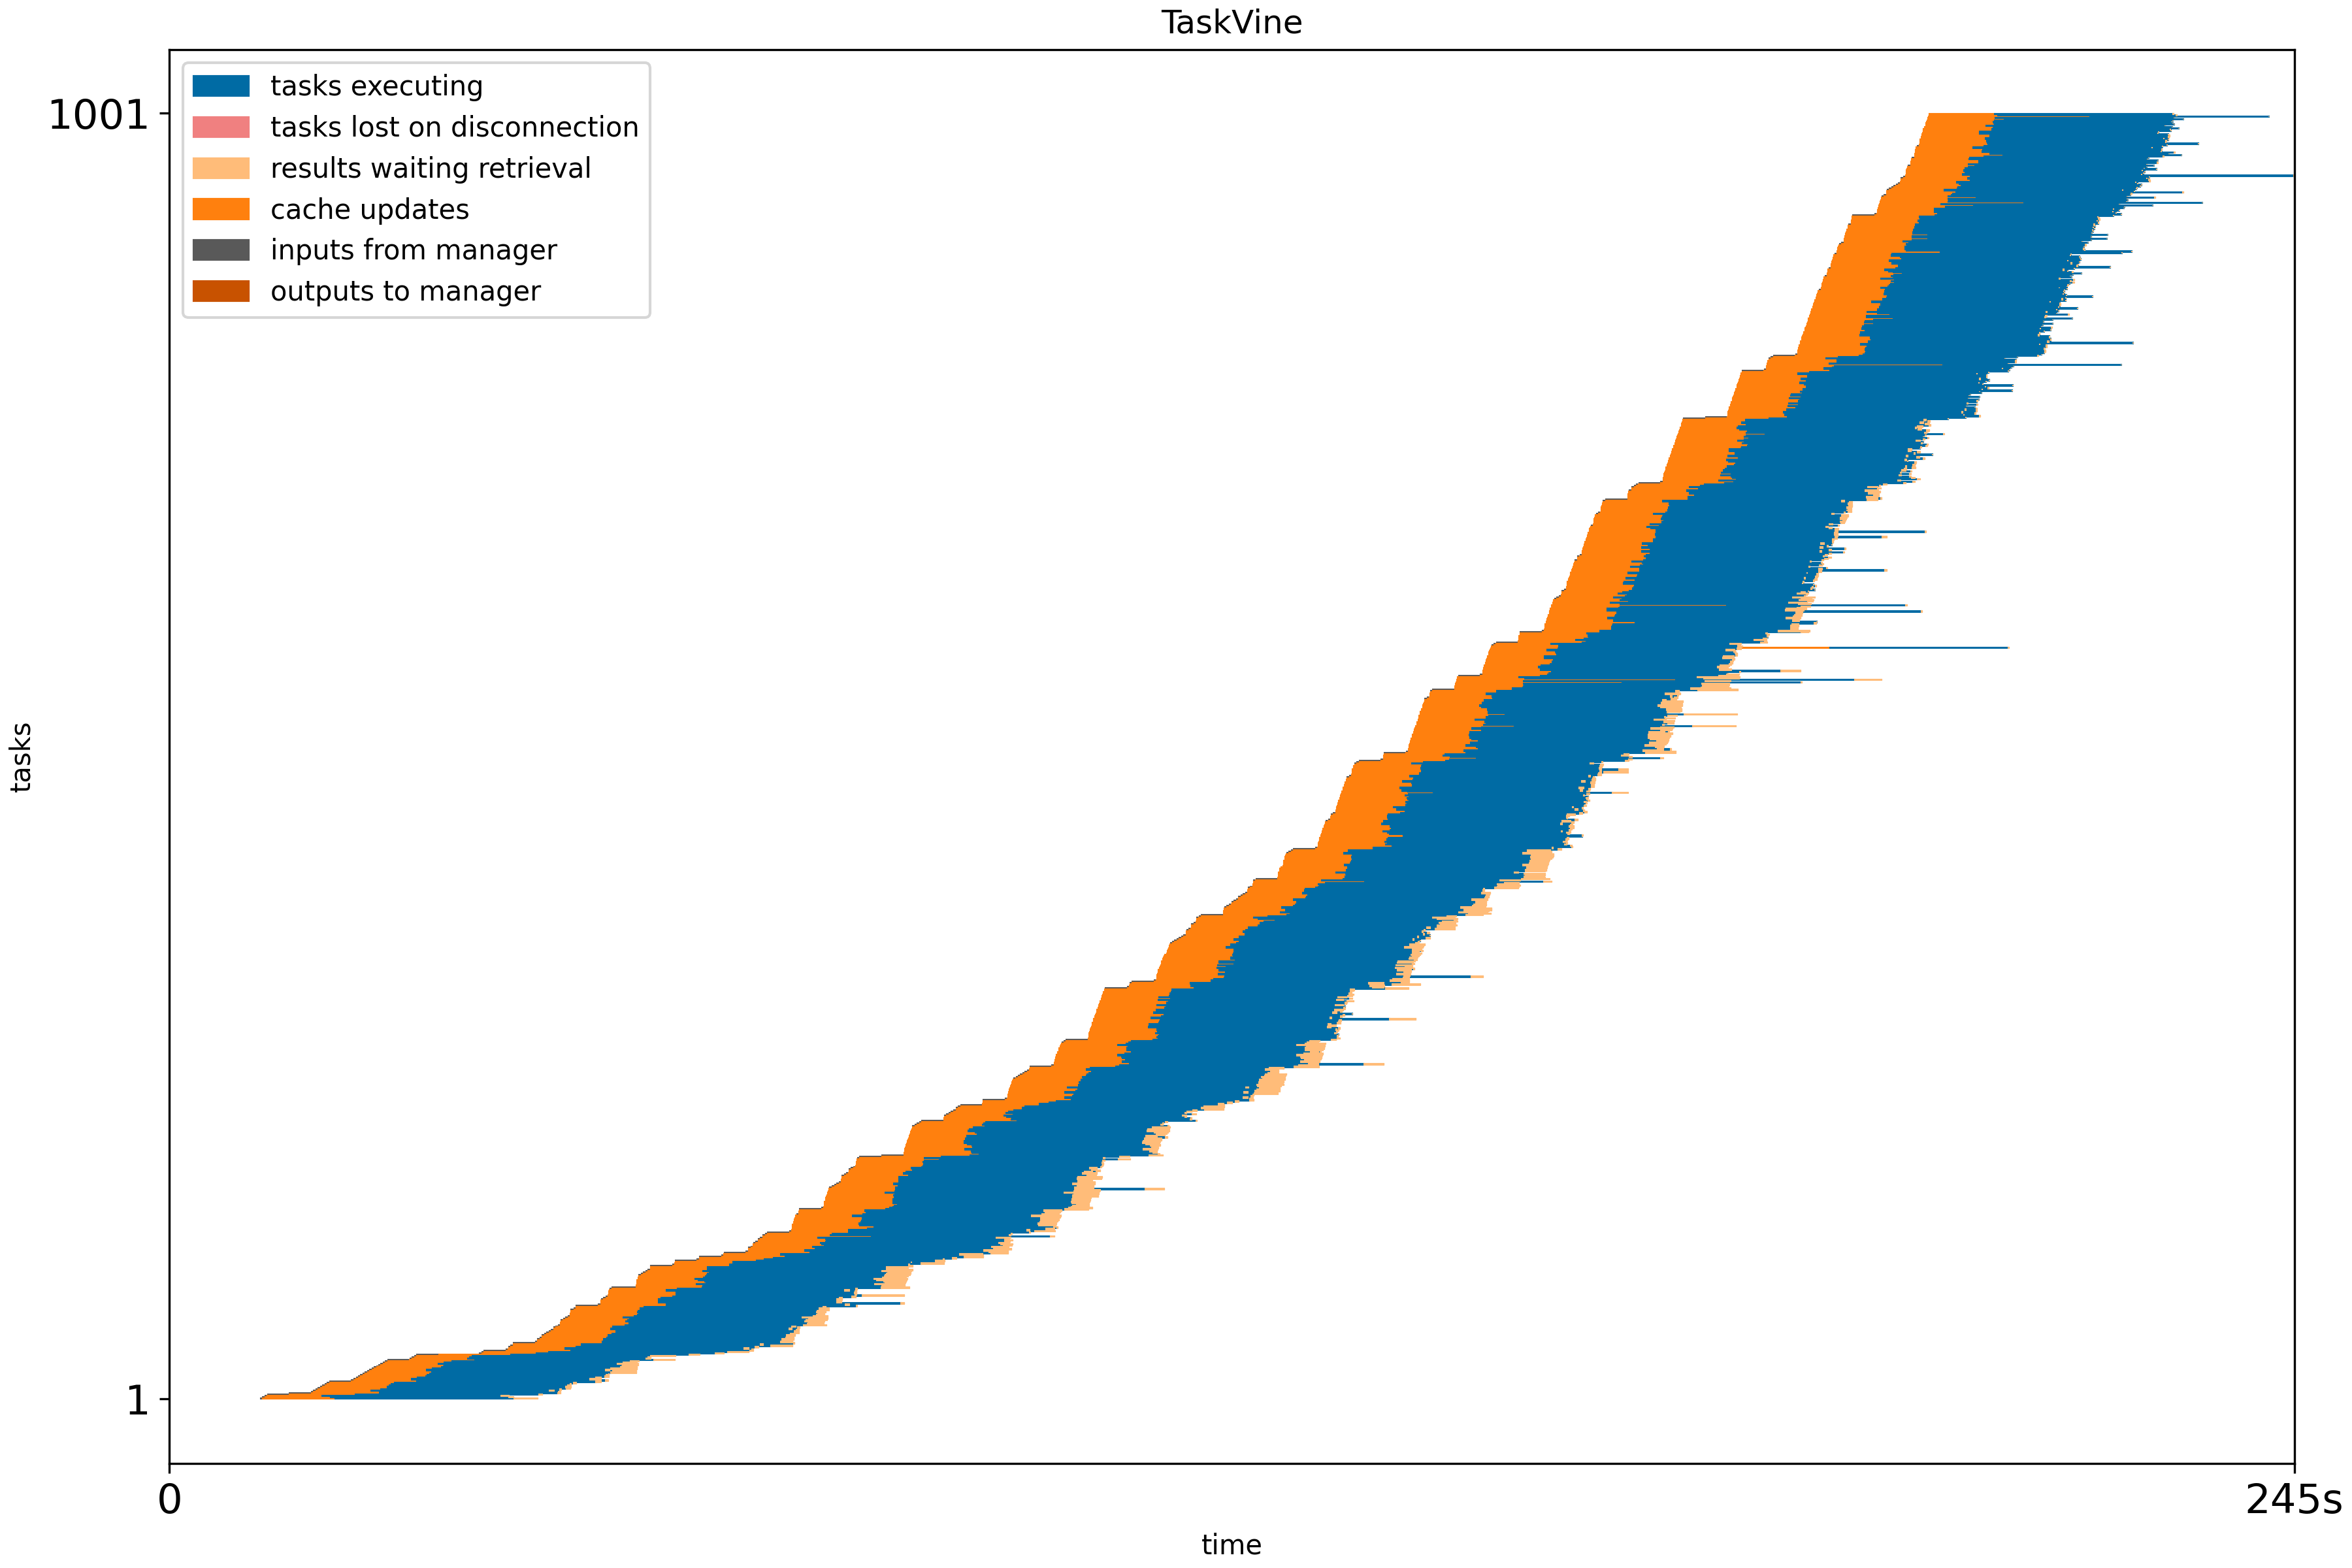 TaskVine
tasks executing
tasks lost on disconnection
results waiting retrieval
cache updates
inputs from manager
outputs to manager
1001
tasks
1
0
245s
time